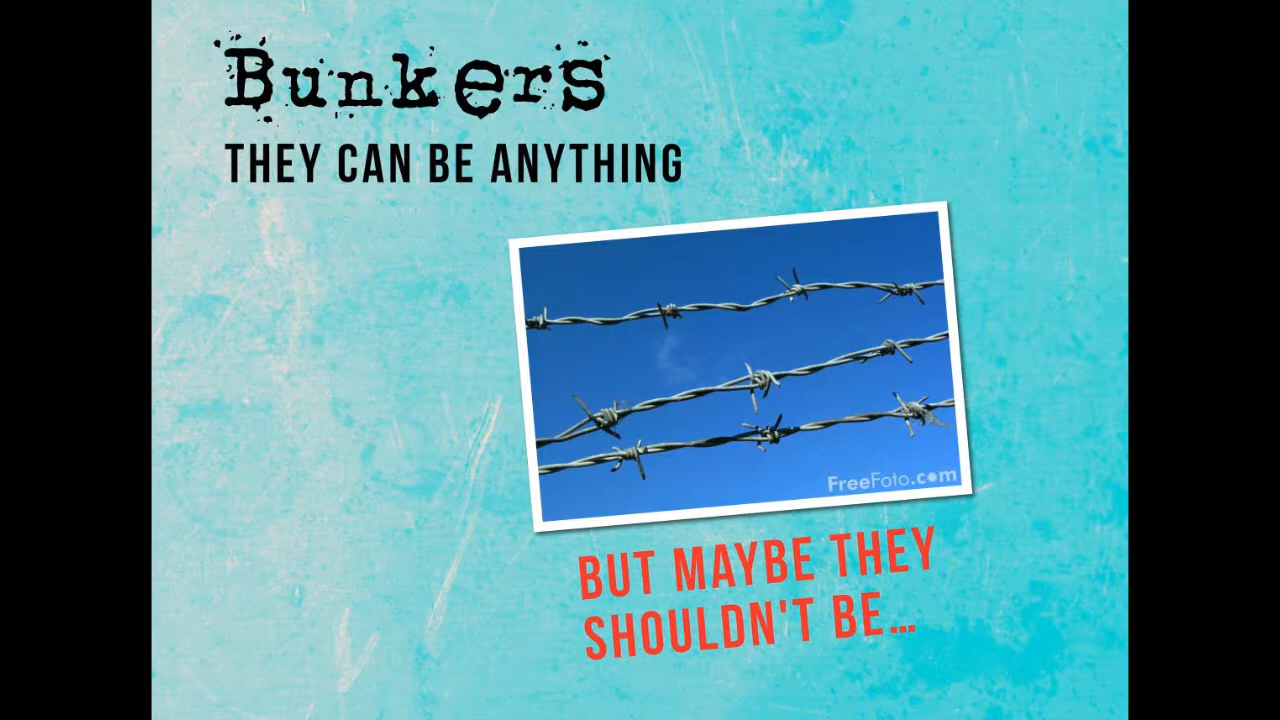 Bunkers
THEY CAN BE ANYTHING
FreeFoto.com
BUT MAYBE THEY
SHOULDN'T BE...